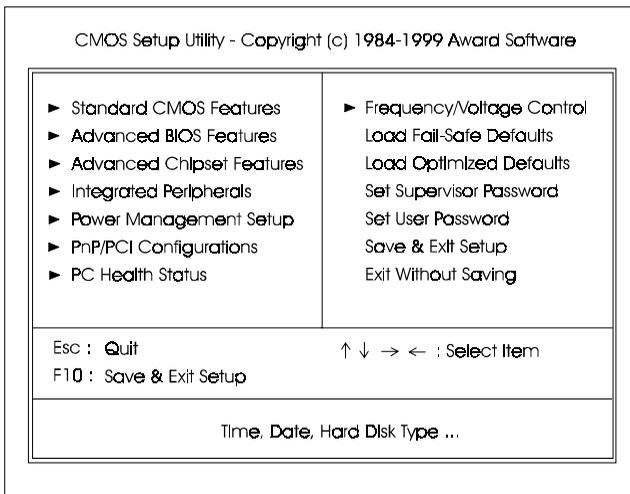 CMOS Setup Utility - Copyright (c) 1984-1999 Award Software
► Standard CMOS Features
► Advanced BIOS Features
► Advanced Chipset Features
► Integrated Peripherals
► Power Management Setup
► PnP/PCI Configurations
► PC Health Status
► Frequency/Voltage Control
Load Fail-Safe Defaults
Load Optimized Defaults
Set Supervisor Password
Set User Password
Save & Exit Setup
Exit Without Saving
Esc : Quit
F10 : Save & Exit Setup
↑ ↓ → ← : Select Item
Time, Date, Hard Disk Type ...